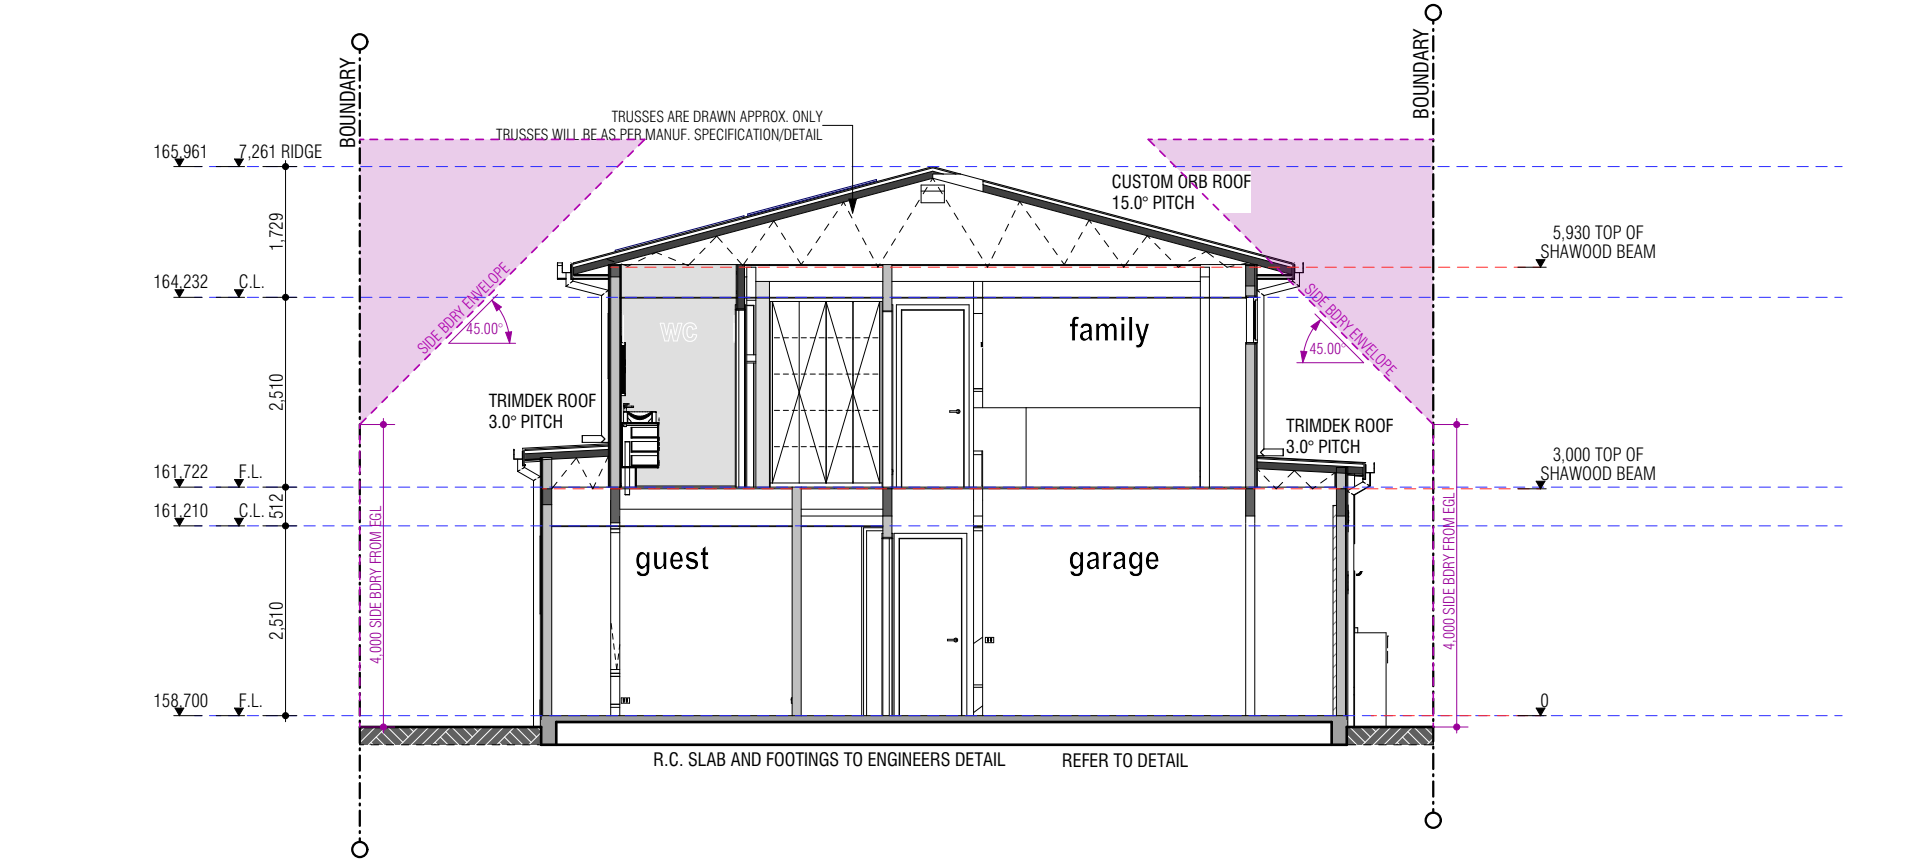 BOUNDARY
BOUNDARY
TRUSSES ARE DRAWN APPROX. ONLY
TRUSSES WILL BE AS PER MANUF. SPECIFICATION/DETAIL
165,961 7,261 RIDGE
CUSTOM ORB ROOF
15.0° PITCH
1,729
5,930 TOP OF
SHAWOOD BEAM
164,232 C.L.
SIDE BDRY ENVELOPE
45.00°
WC
family
SIDE BDRY ENVELOPE
45.00°
2,510
TRIMDEK ROOF
3.0° PITCH
TRIMDEK ROOF
3.0° PITCH
161,722 F.L.
3,000 TOP OF
SHAWOOD BEAM
512
161,210 C.L.
4,000 SIDE BDRY FROM EGL
guest
garage
4,000 SIDE BDRY FROM EGL
2,510
158,700 F.L.
0
R.C. SLAB AND FOOTINGS TO ENGINEERS DETAIL
REFER TO DETAIL